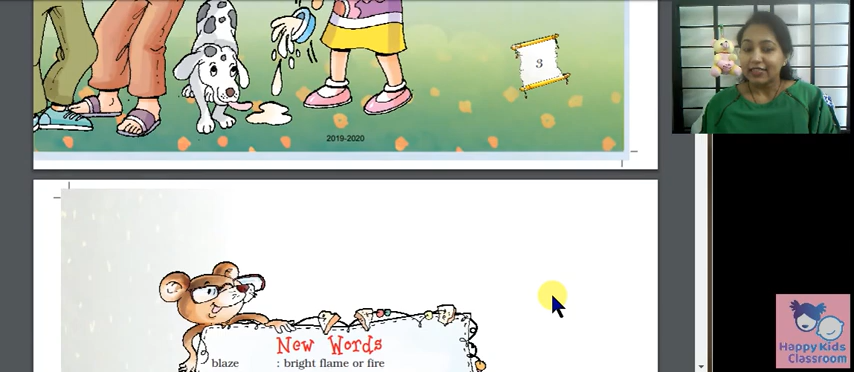 3
2019-2020
New Words
blaze : bright flame or fire
Happy Kids
Classroom